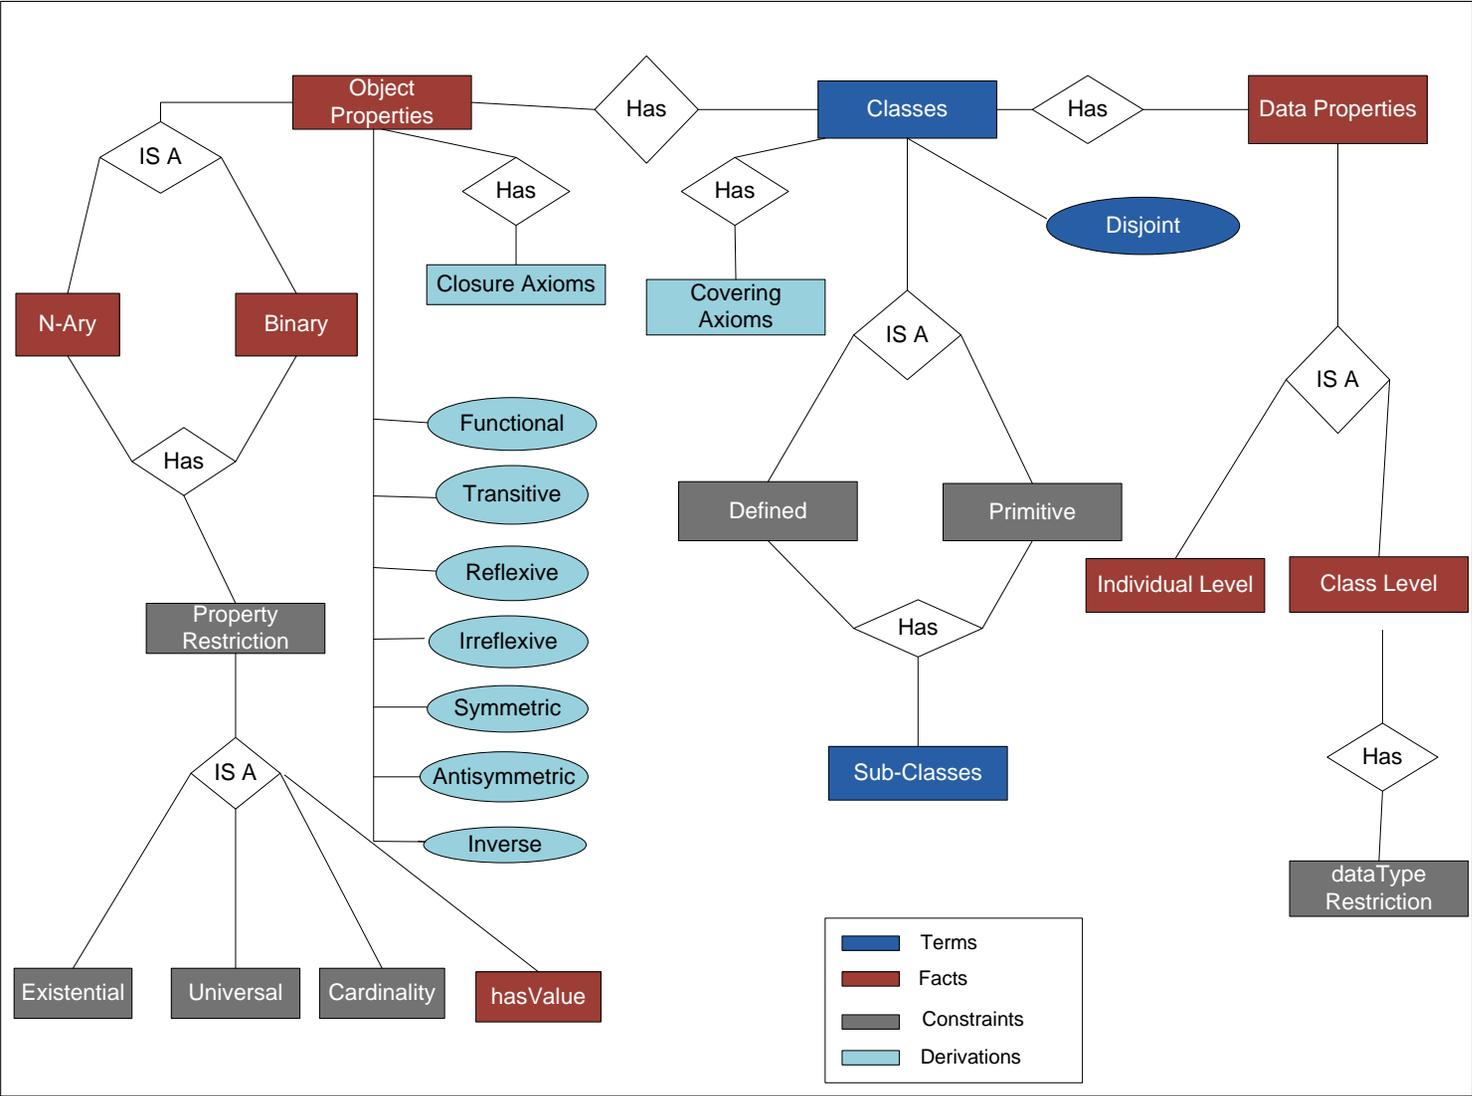 Object
Properties
Has
Classes
Has
Data Properties
IS A
Has
Has
Disjoint
Closure Axioms
Covering
Axioms
N-Ary
Binary
IS A
IS A
Functional
Has
Transitive
Defined
Primitive
Reflexive
Individual Level
Class Level
Property
Restriction
Irreflexive
Has
Symmetric
IS A
Antisymmetric
Sub-Classes
Has
Inverse
dataType
Restriction
Existential
Universal
Cardinality
hasValue
Terms
Facts
Constraints
Derivations